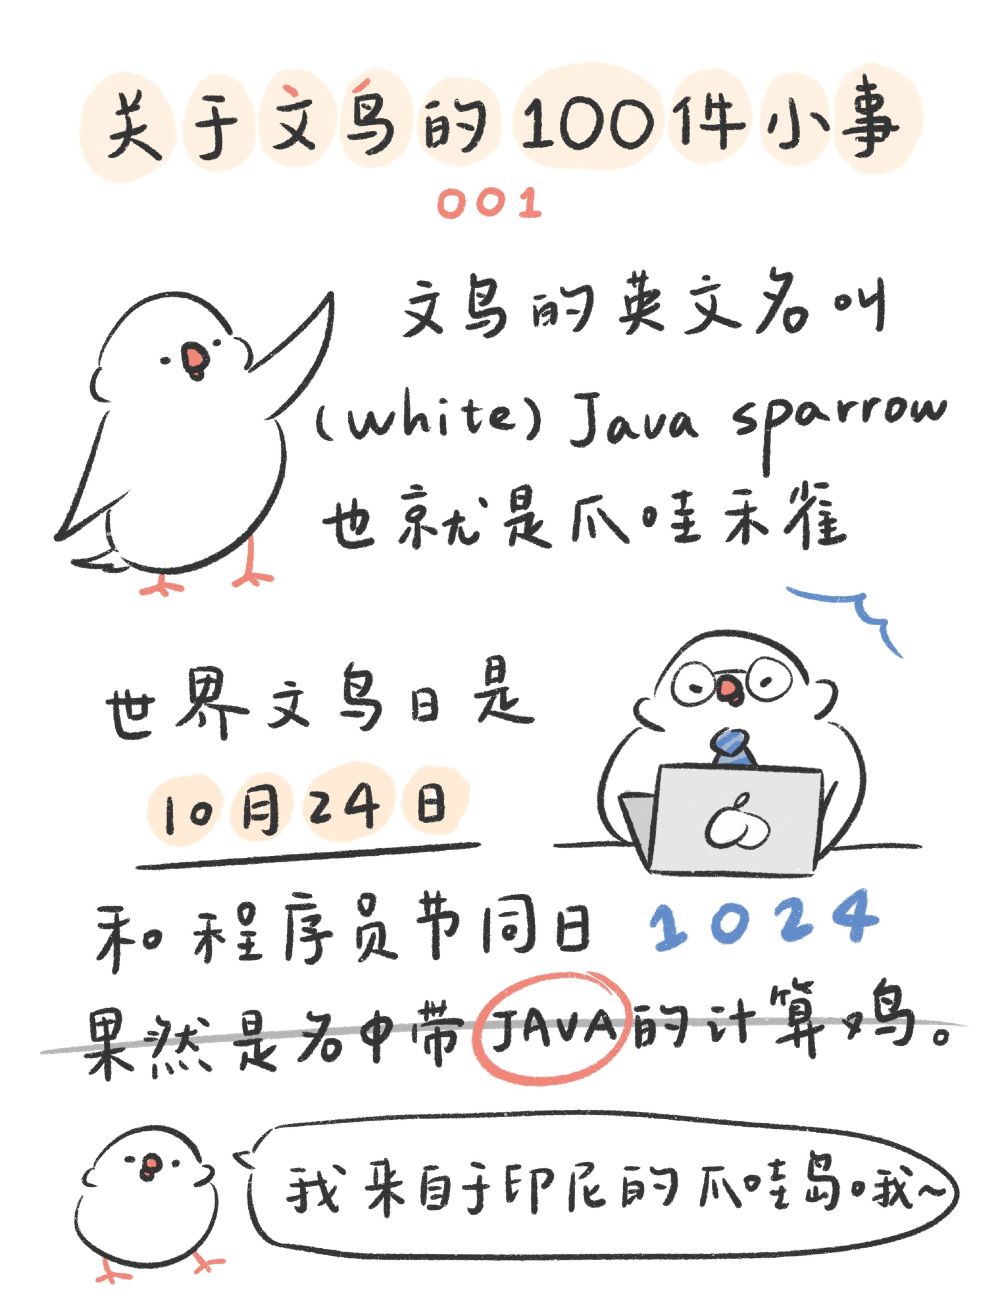 关于文鸟的100件小事
001
文鸟的英文名叫
(white) Java sparrow
也就是爪哇禾雀
世界文鸟日是
10月24日
和程序员节同日 1024
果然是名中带JAVA的计算鸡。
我来自于印尼的爪哇岛。哦~